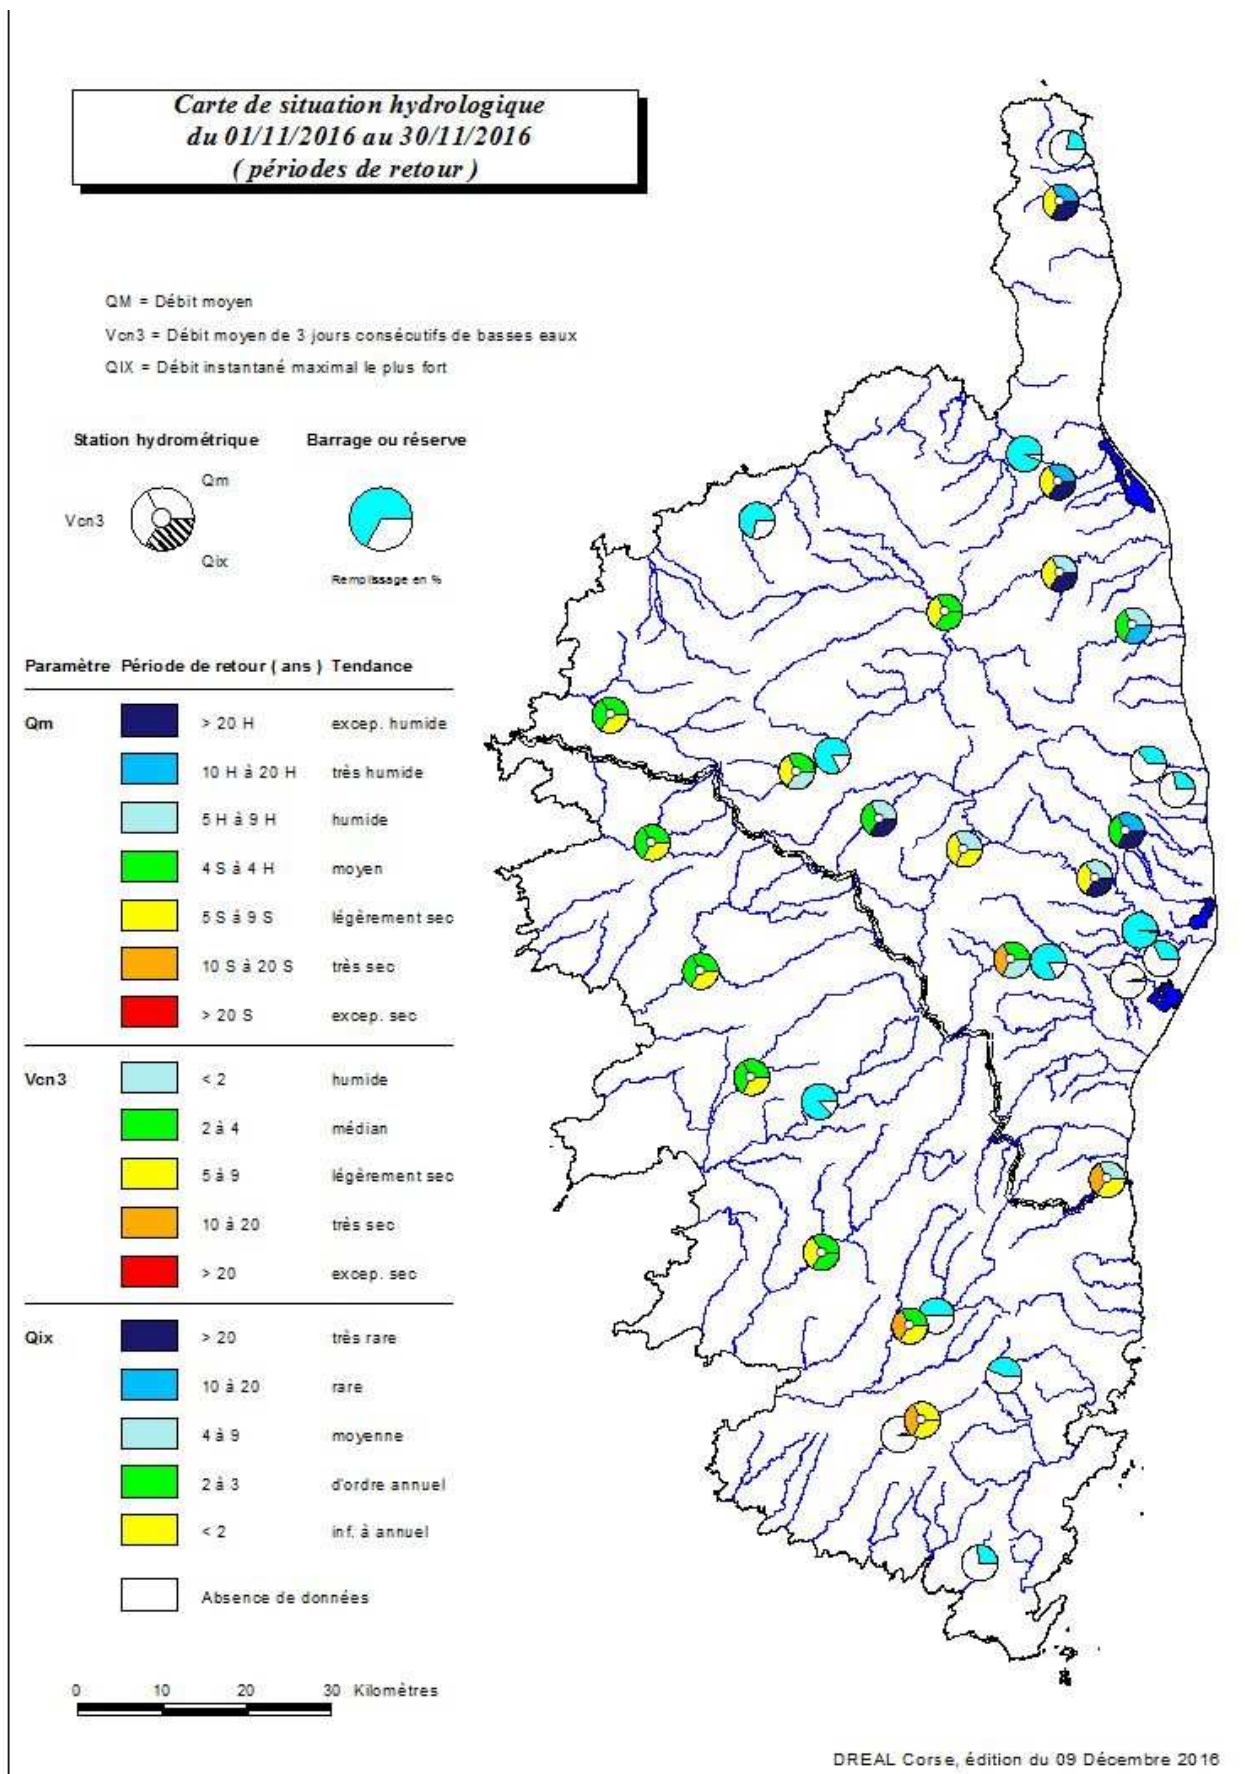 Carte de situation hydrologique
du 01/11/2016 au 30/11/2016
( périodes de retour )
QM = Débit moyen
Vcn3 = Débit moyen de 3 jours consécutifs de basses eaux
QIX = Débit instantané maximal le plus fort
Station hydrométrique
Barrage ou réserve
Qm
Vcn3
Qix
Remplissage en %
Paramètre Période de retour ( ans ) Tendance
Qm > 20 H excep. humide
10 H à 20 H très humide
5 H à 9 H humide
4 S à 4 H moyen
5 S à 9 S légèrement sec
10 S à 20 S très sec
> 20 S excep. sec
Vcn3 < 2 humide
2 à 4 médian
5 à 9 légèrement sec
10 à 20 très sec
> 20 excep. sec
Qix > 20 très rare
10 à 20 rare
4 à 9 moyenne
2 à 3 d'ordre annuel
< 2 inf. à annuel
Absence de données
0 10 20 30 Kilomètres
DREAL Corse, édition du 09 Décembre 2016